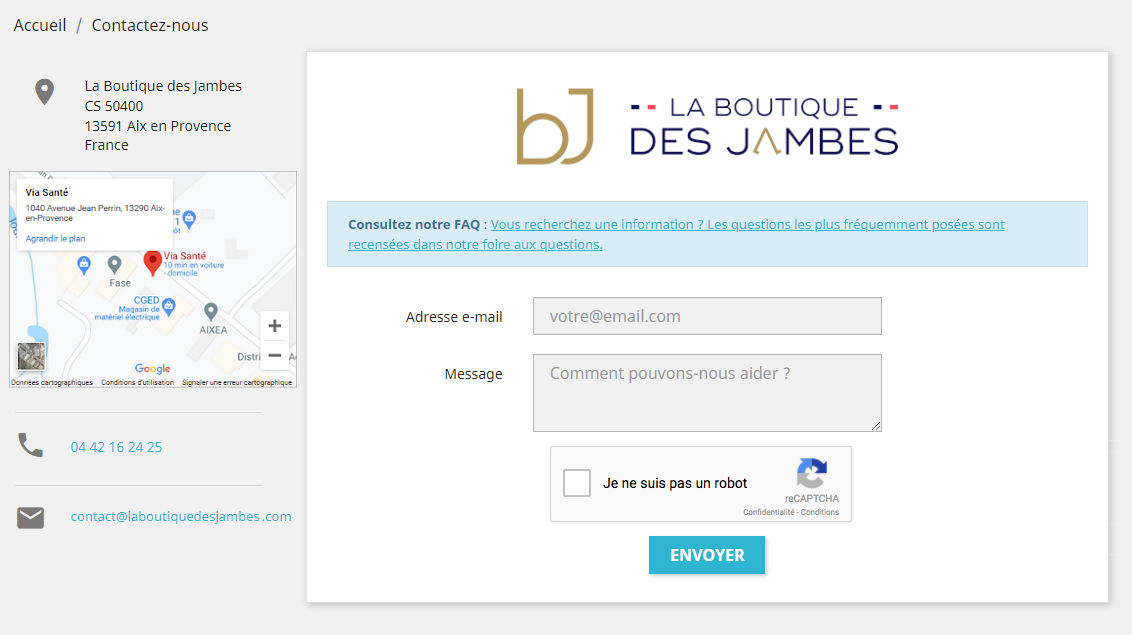 Accueil / Contactez-nous
La Boutique des Jambes
CS 50400
13591 Aix en Provence
France
Via Santé
1040 Avenue Jean Perrin, 13290 Aix-
en-Provence
Agrandir le plan
Via Santé
10 min en voiture
- domicile
Fase
CGED
Magasin de
matériel électrique
AIXEA
Distri
Google
Données cartographiques Conditions d'utilisation Signaler une erreur cartographique
04 42 16 24 25
contact@laboutiquedesjambes.com
bJ
LA BOUTIQUE
DES JAMBES
Consultez notre FAQ : Vous recherchez une information ? Les questions les plus fréquemment posées sont
recensées dans notre foire aux questions.
Adresse e-mail
votre@email.com
Message
Comment pouvons-nous aider ?
Je ne suis pas un robot
reCAPTCHA
Confidentialité - Conditions
ENVOYER